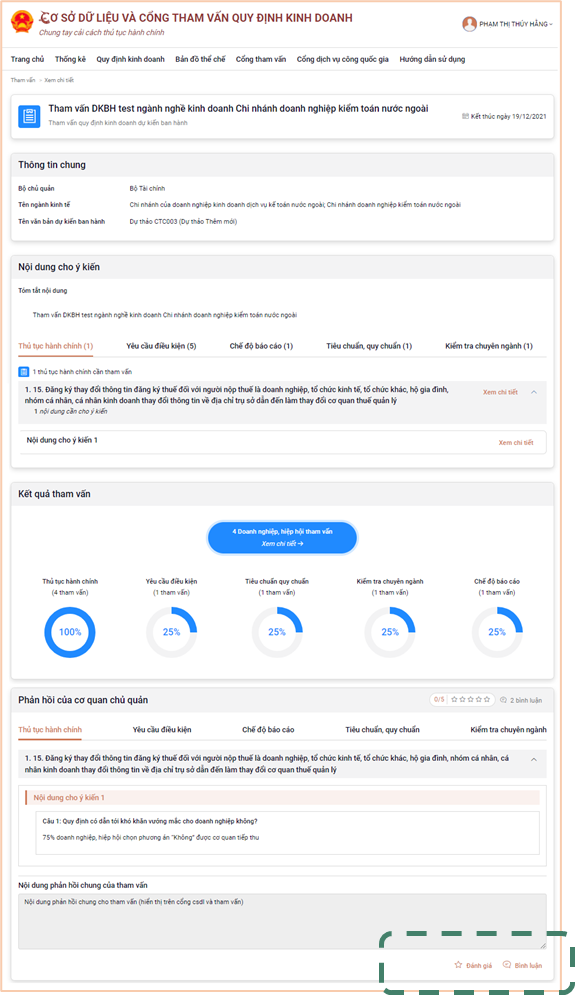 CƠ SỞ DỮ LIỆU VÀ CỔNG THAM VẤN QUY ĐỊNH KINH DOANH
Chung tay cải cách thủ tục hành chính
PHẠM THỊ THÚY HẰNG
Trang chủ Thống kê Quy định kinh doanh Bản đồ thể chế Cổng tham vấn Cổng dịch vụ công quốc gia Hướng dẫn sử dụng
Tham vấn > Xem chi tiết
Tham vấn DKBH test ngành nghề kinh doanh Chi nhánh doanh nghiệp kiểm toán nước ngoài
Tham vấn quy định kinh doanh dự kiến ban hành
Kết thúc ngày 19/12/2021
Thông tin chung
Bộ chủ quản Bộ Tài chính
Tên ngành kinh tế Chi nhánh của doanh nghiệp kinh doanh dịch vụ kế toán nước ngoài; Chi nhánh doanh nghiệp kiểm toán nước ngoài
Tên văn bản dự kiến ban hành Dự thảo CTC003 (Dự thảo Thêm mới)
Nội dung cho ý kiến
Tóm tắt nội dung
Tham vấn DKBH test ngành nghề kinh doanh Chi nhánh doanh nghiệp kiểm toán nước ngoài
Thủ tục hành chính (1) Yêu cầu điều kiện (5) Chế độ báo cáo (1) Tiêu chuẩn, quy chuẩn (1) Kiểm tra chuyên ngành (1)
1 thủ tục hành chính cần tham vấn
1. 15. Đăng ký thay đổi thông tin đăng ký thuế đối với người nộp thuế là doanh nghiệp, tổ chức kinh tế, tổ chức khác, hộ gia đình,
nhóm cá nhân, cá nhân kinh doanh thay đổi thông tin về địa chỉ trụ sở dẫn đến làm thay đổi cơ quan thuế quản lý
Xem chi tiết
1 nội dung cần cho ý kiến
Nội dung cho ý kiến 1 Xem chi tiết
Kết quả tham vấn
4 Doanh nghiệp, hiệp hội tham vấn
Xem chi tiết →
Thủ tục hành chính Yêu cầu điều kiện Tiêu chuẩn quy chuẩn Kiểm tra chuyên ngành Chế độ báo cáo
(4 tham vấn) (1 tham vấn) (1 tham vấn) (1 tham vấn) (1 tham vấn)
100% 25% 25% 25% 25%
Phản hồi của cơ quan chủ quản 0/5 2 bình luận
Thủ tục hành chính Yêu cầu điều kiện Chế độ báo cáo Tiêu chuẩn, quy chuẩn Kiểm tra chuyên ngành
1. 15. Đăng ký thay đổi thông tin đăng ký thuế đối với người nộp thuế là doanh nghiệp, tổ chức kinh tế, tổ chức khác, hộ gia đình, nhóm cá nhân, cá
nhân kinh doanh thay đổi thông tin về địa chỉ trụ sở dẫn đến làm thay đổi cơ quan thuế quản lý
Nội dung cho ý kiến 1
Câu 1: Quy định có dẫn tới khó khăn vướng mắc cho doanh nghiệp không?
75% doanh nghiệp, hiệp hội chọn phương án "Không" được cơ quan tiếp thu
Nội dung phản hồi chung của tham vấn
Nội dung phản hồi chung cho tham vấn (hiển thị trên cổng csdl và tham vấn)
Đánh giá Bình luận